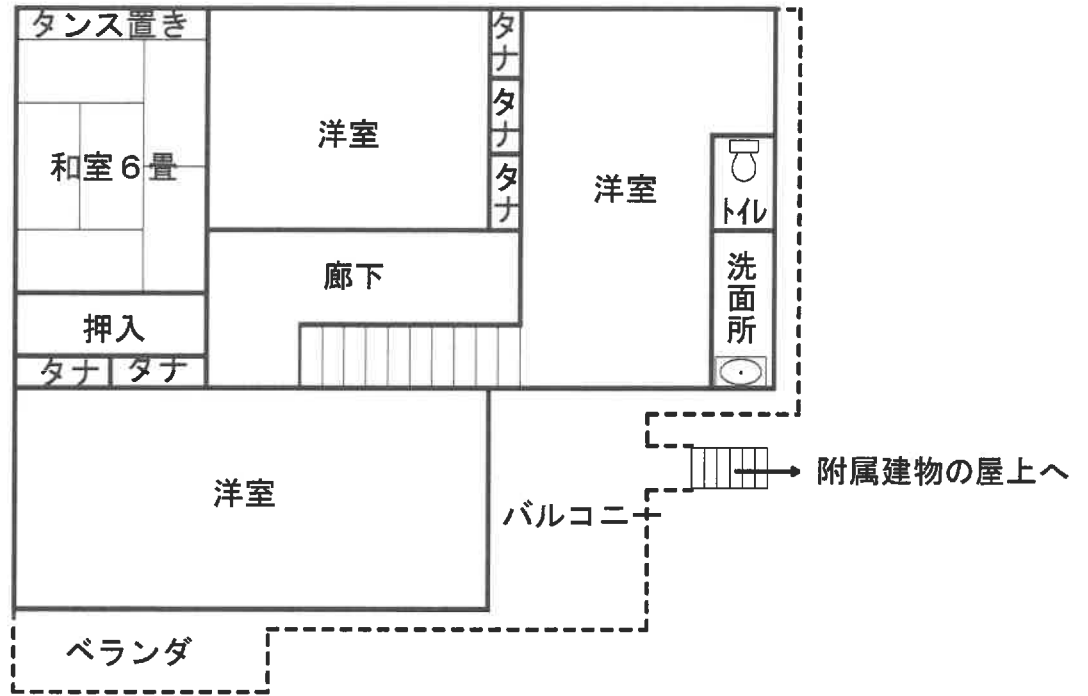 タンス置き
タナ
タナ
タナ
洋室
洋室
和室6畳
トイレ
廊下
洗面所
押入
タナ
タナ
洋室
附属建物の屋上へ
バルコニー
ベランダ